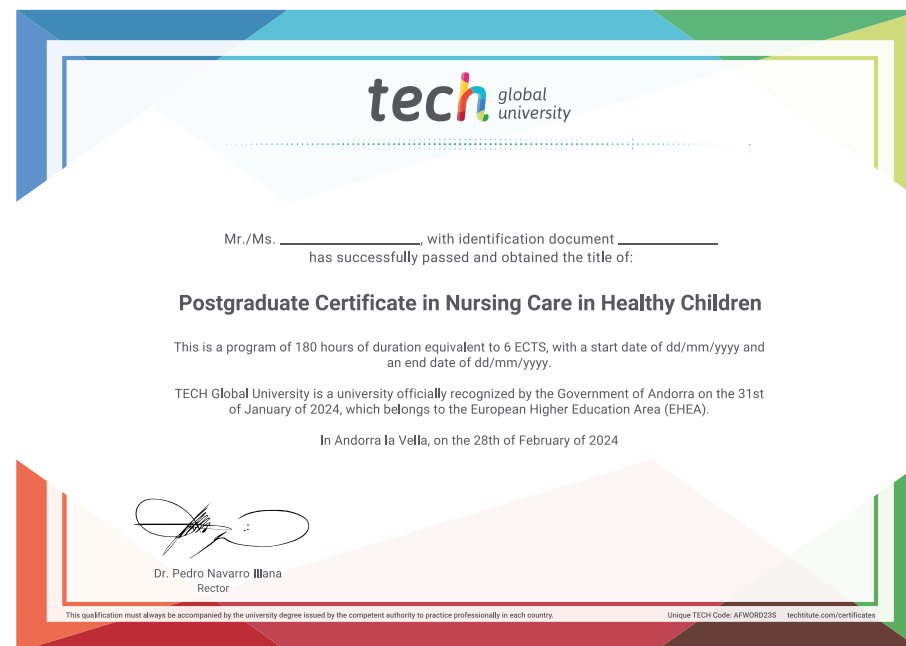 tech global
university
Mr./Ms. ____________________, with identification document ______________
has successfully passed and obtained the title of:
Postgraduate Certificate in Nursing Care in Healthy Children
This is a program of 180 hours of duration equivalent to 6 ECTS, with a start date of dd/mm/yyyy and
an end date of dd/mm/yyyy.
TECH Global University is a university officially recognized by the Government of Andorra on the 31st
of January of 2024, which belongs to the European Higher Education Area (EHEA).
In Andorra la Vella, on the 28th of February of 2024
Dr. Pedro Navarro Illana
Rector
This qualification must always be accompanied by the university degree issued by the competent authority to practice professionally in each country. Unique TECH Code: AFWORD23S techtitute.com/certificates